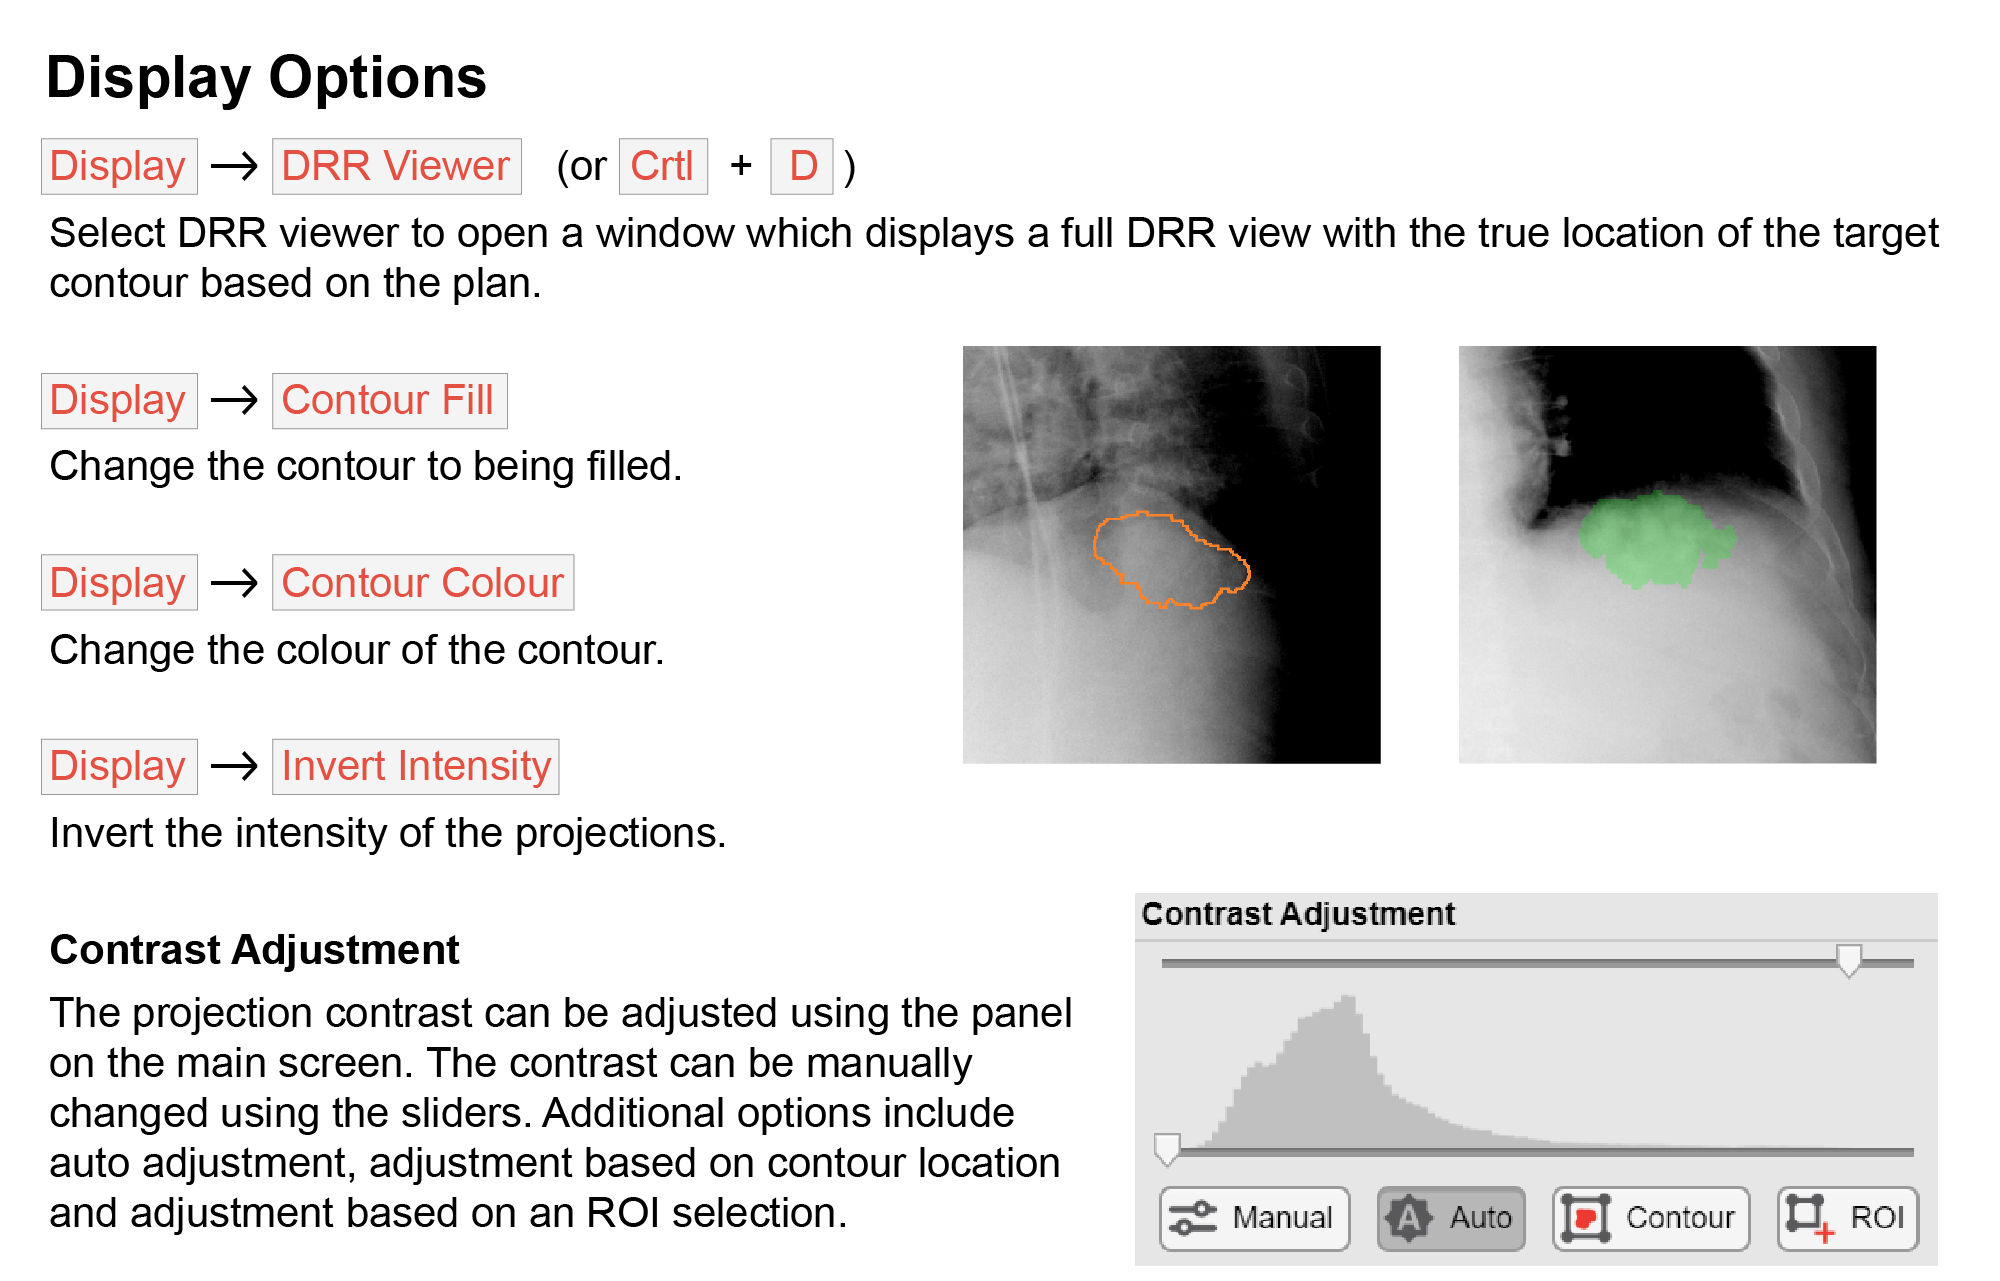 Display Options
Display → DRR Viewer (or Crtl + D )
Select DRR viewer to open a window which displays a full DRR view with the true location of the target
contour based on the plan.
Display → Contour Fill
Change the contour to being filled.
Display → Contour Colour
Change the colour of the contour.
Display → Invert Intensity
Invert the intensity of the projections.
Contrast Adjustment
The projection contrast can be adjusted using the panel
on the main screen. The contrast can be manually
changed using the sliders. Additional options include
auto adjustment, adjustment based on contour location
and adjustment based on an ROI selection.
Contrast Adjustment
Manual A Auto Contour ROI